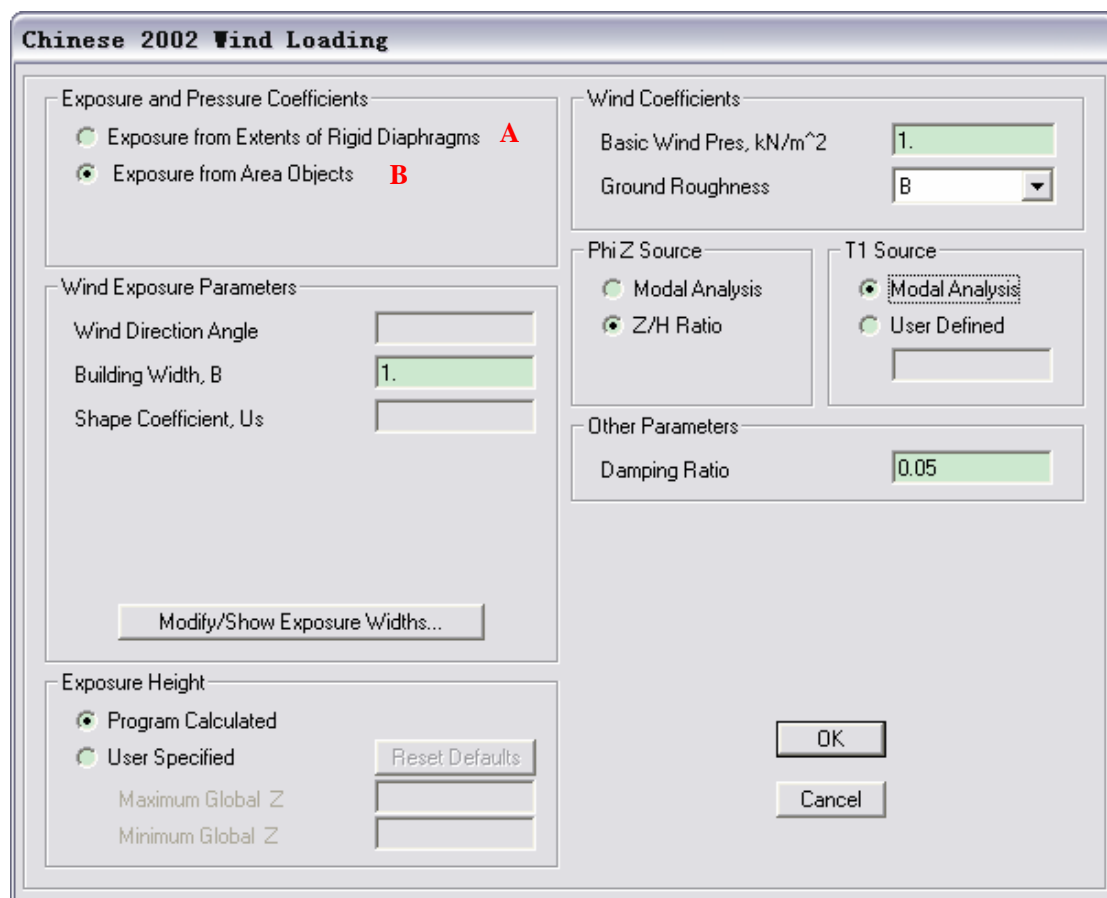 Chinese 2002 Wind Loading
Exposure and Pressure Coefficients
Exposure from Extents of Rigid Diaphragms A
Exposure from Area Objects B
Wind Exposure Parameters
Wind Direction Angle
Building Width, B 1.
Shape Coefficient, Us
Modify/Show Exposure Widths...
Exposure Height
Program Calculated
User Specified Reset Defaults
Maximum Global Z
Minimum Global Z
Wind Coefficients
Basic Wind Pres, kN/m^2 1.
Ground Roughness B
Phi Z Source
Modal Analysis
Z/H Ratio
T1 Source
Modal Analysis
User Defined
Other Parameters
Damping Ratio 0.05
OK
Cancel